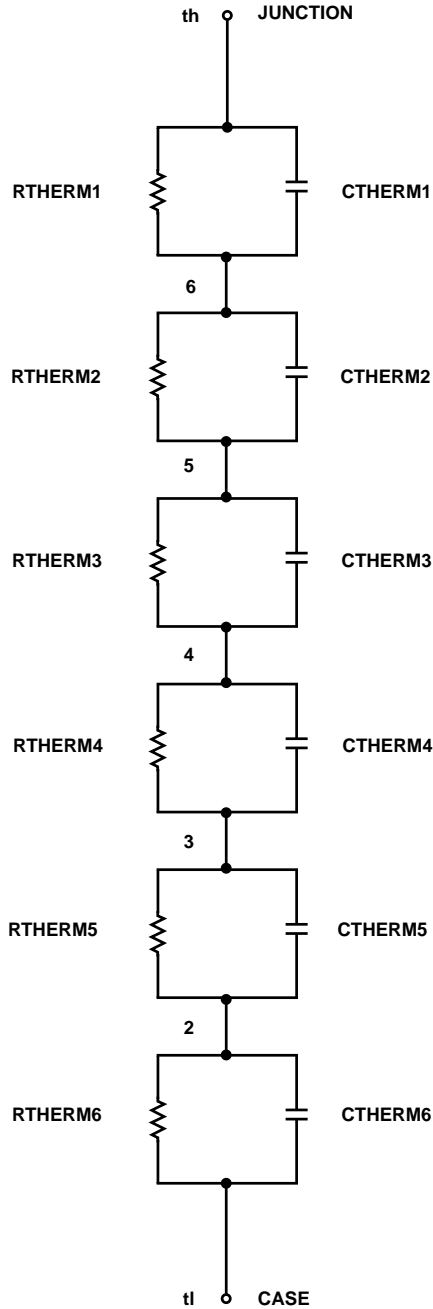 th JUNCTION
RTHERM1 CTHERM1
6
RTHERM2 CTHERM2
5
RTHERM3 CTHERM3
4
RTHERM4 CTHERM4
3
RTHERM5 CTHERM5
2
RTHERM6 CTHERM6
tl CASE